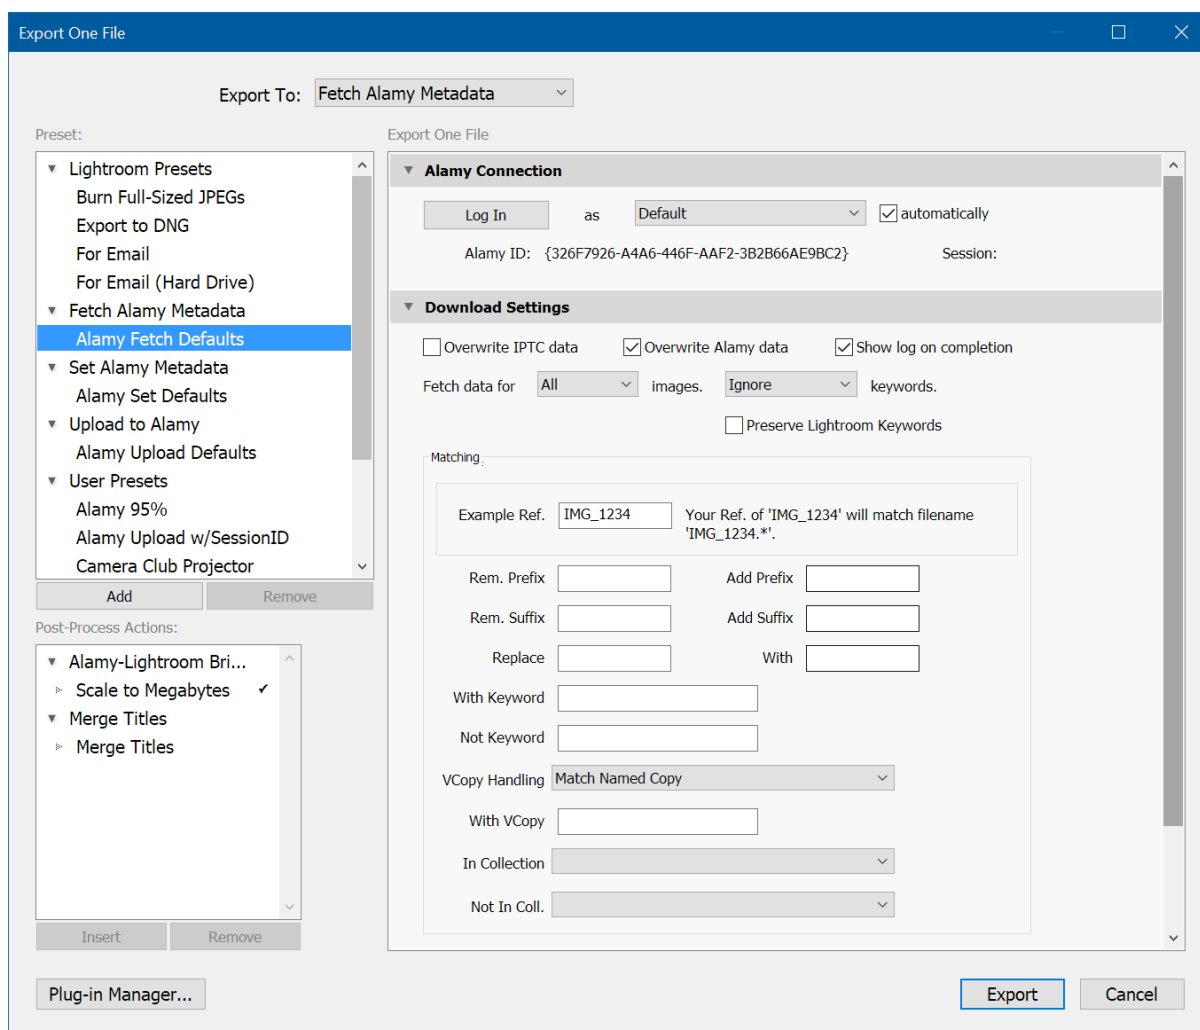 Export One File
Export To: Fetch Alamy Metadata
Preset:
Lightroom Presets
Burn Full-Sized JPEGs
Export to DNG
For Email
For Email (Hard Drive)
Fetch Alamy Metadata
Alamy Fetch Defaults
Set Alamy Metadata
Alamy Set Defaults
Upload to Alamy
Alamy Upload Defaults
User Presets
Alamy 95%
Alamy Upload w/SessionID
Camera Club Projector
Add Remove
Post-Process Actions:
Alamy-Lightroom Bri...
Scale to Megabytes ✔
Merge Titles
Merge Titles
Insert Remove
Plug-in Manager...
Export One File
Alamy Connection
Log In as Default automatically
Alamy ID: {326F7926-A4A6-446F-AAF2-3B2B66AE9BC2} Session:
Download Settings
Overwrite IPTC data Overwrite Alamy data Show log on completion
Fetch data for All images. Ignore keywords.
Preserve Lightroom Keywords
Matching
Example Ref. IMG_1234 Your Ref. of 'IMG_1234' will match filename
'IMG_1234.*'.
Rem. Prefix Add Prefix
Rem. Suffix Add Suffix
Replace With
With Keyword
Not Keyword
VCopy Handling Match Named Copy
With VCopy
In Collection
Not In Coll.
Export Cancel